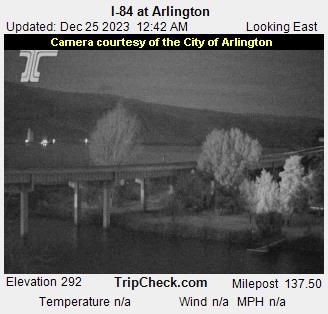 I-84 at Arlington
Updated: Dec 25 2023 12:42 AM Looking East
Camera courtesy of the City of Arlington
Elevation 292 TripCheck.com Milepost 137.50
Temperature n/a Wind n/a MPH n/a